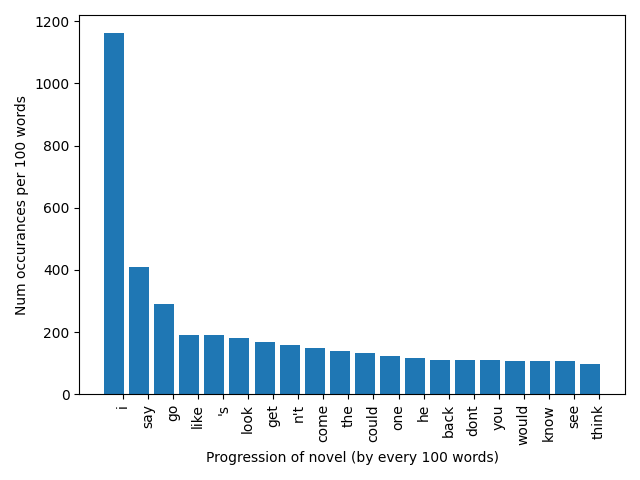 Num occurances per 100 words
1200
1000
800
600
400
200
0
i
say
go
like
's
look
get
n't
come
the
could
one
he
back
dont
you
would
know
see
think
Progression of novel (by every 100 words)